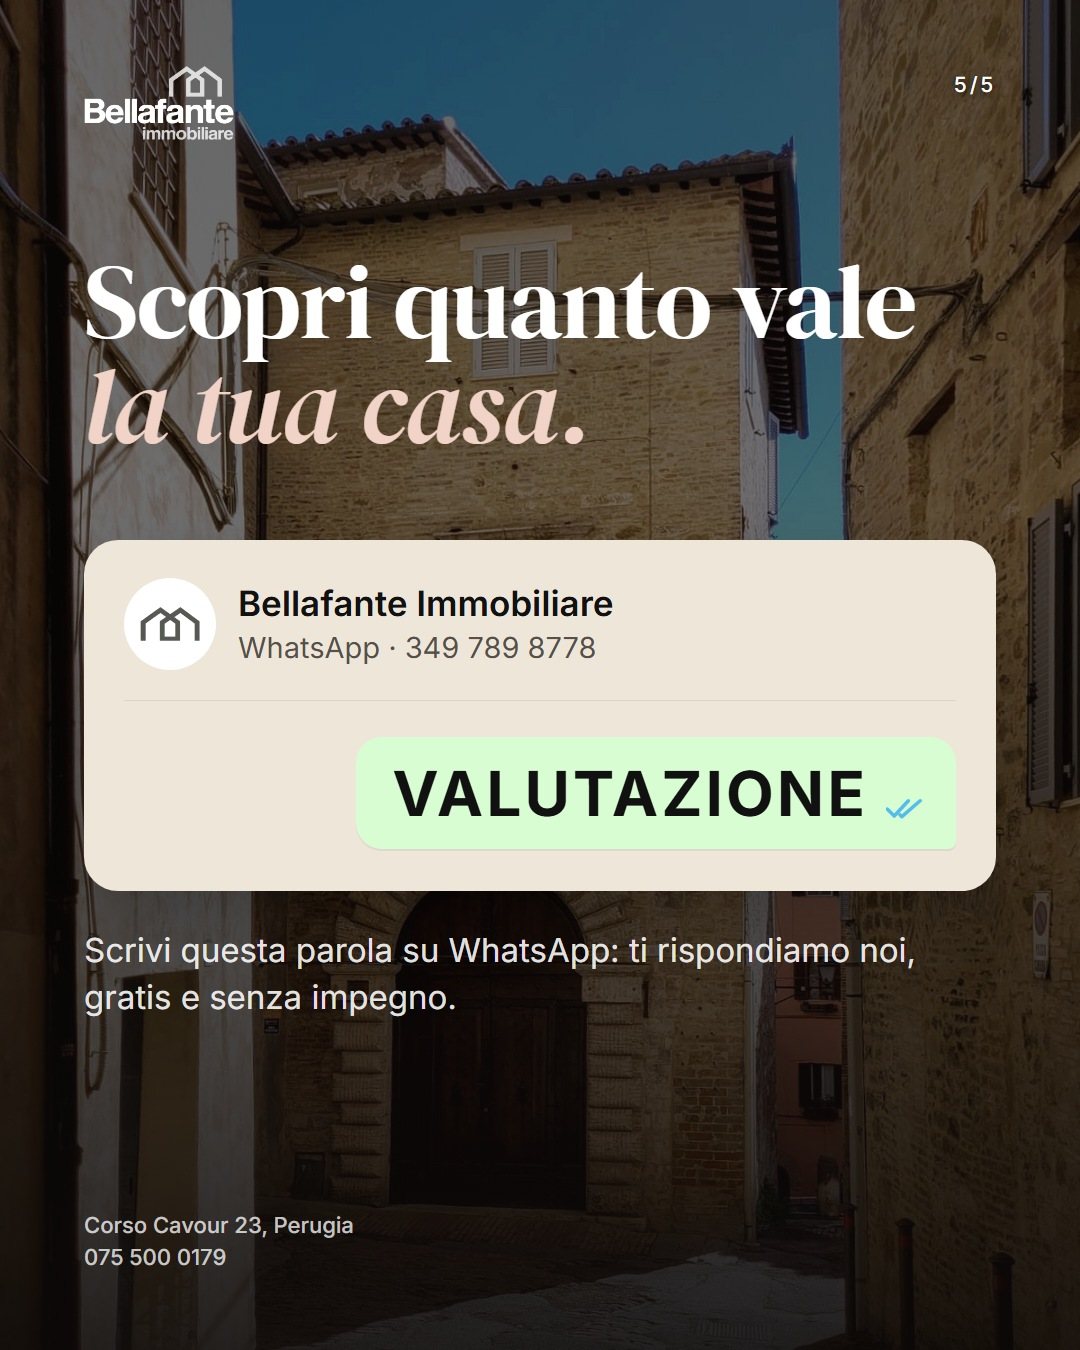 Bellafante
immobiliare
5/5
Scopri quanto vale
la tua casa.
Bellafante Immobiliare
WhatsApp · 349 789 8778
VALUTAZIONE
Scrivi questa parola su WhatsApp: ti rispondiamo noi,
gratis e senza impegno.
Corso Cavour 23, Perugia
075 500 0179